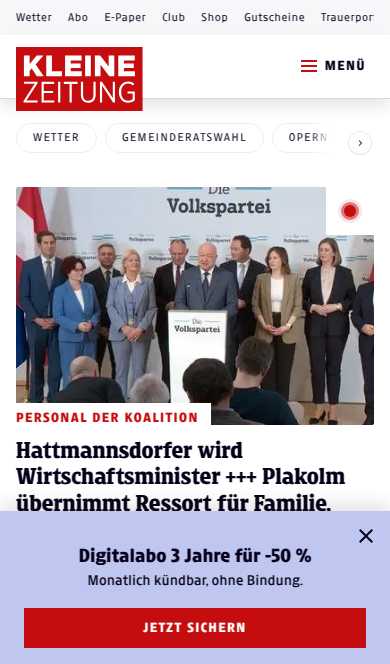 Wetter Abo E-Paper Club Shop Gutscheine Trauerpor
KLEINE
ZEITUNG
MENÜ
WETTER GEMEINDERATSWAHL OPERN
Die
Volkspartei
Die
Volkspartei
PERSONAL DER KOALITION
Hattmannsdorfer wird
Wirtschaftsminister +++ Plakolm
übernimmt Ressort für Familie,
Digitalabo 3 Jahre für -50 %
Monatlich kündbar, ohne Bindung.
JETZT SICHERN